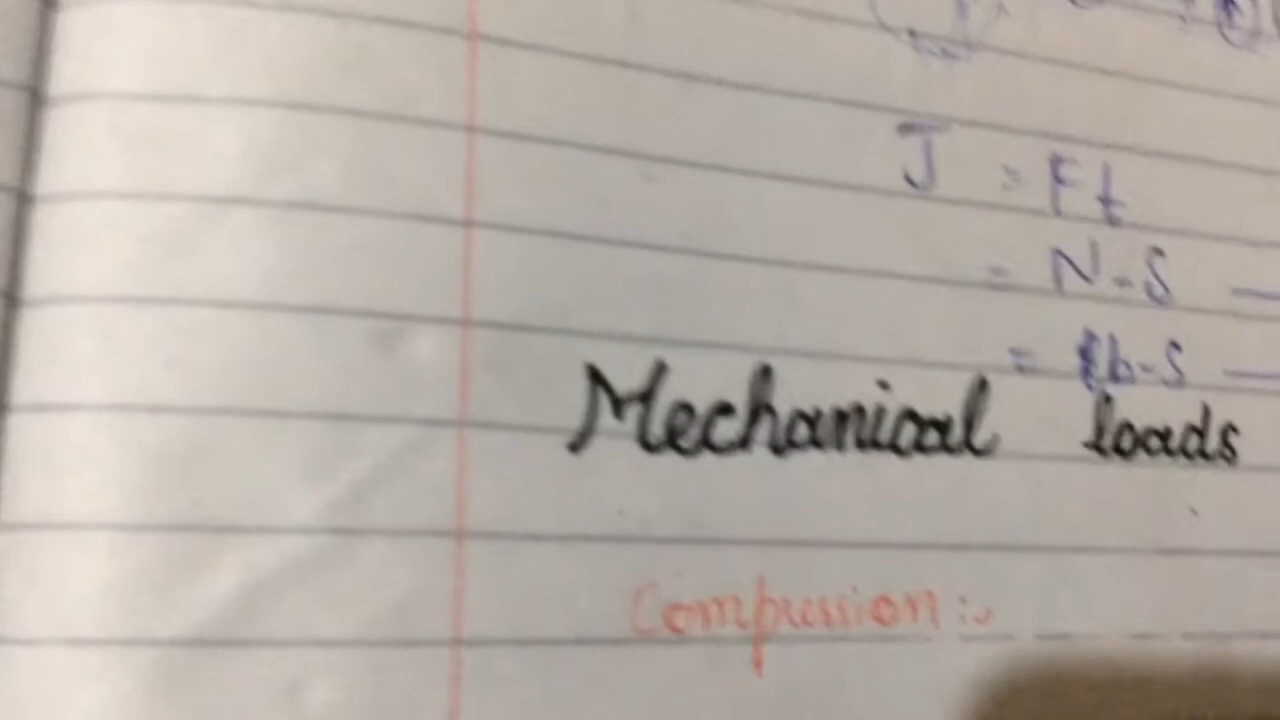 J = Ft
= N-S —
= lb-S —
Mechanical loads
Compression :-